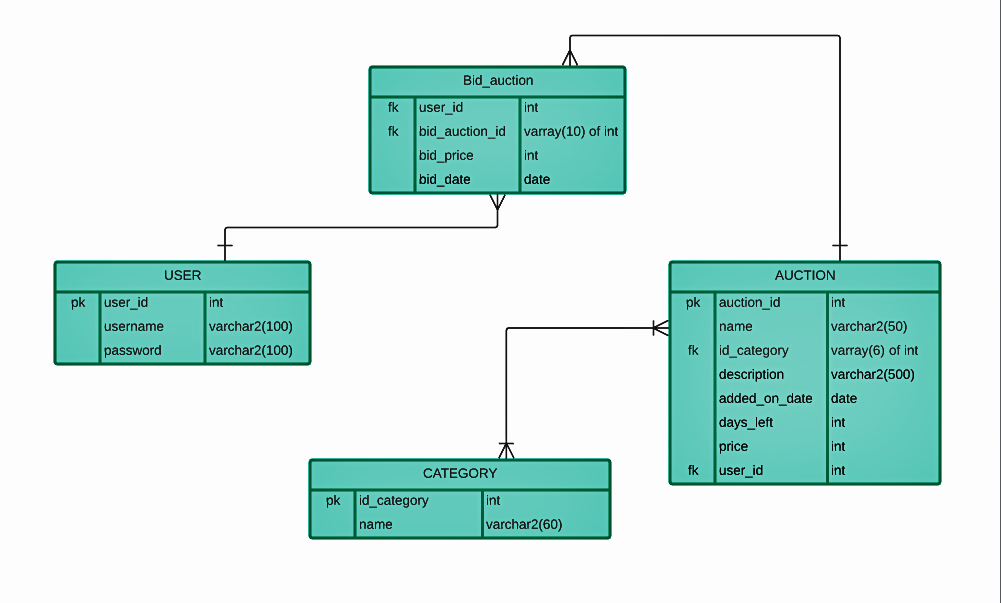 Bid_auction
fk user_id int
fk bid_auction_id varray(10) of int
bid_price int
bid_date date
USER
pk user_id int
username varchar2(100)
password varchar2(100)
AUCTION
pk auction_id int
name varchar2(50)
fk id_category varray(6) of int
description varchar2(500)
added_on_date date
days_left int
price int
fk user_id int
CATEGORY
pk id_category int
name varchar2(60)